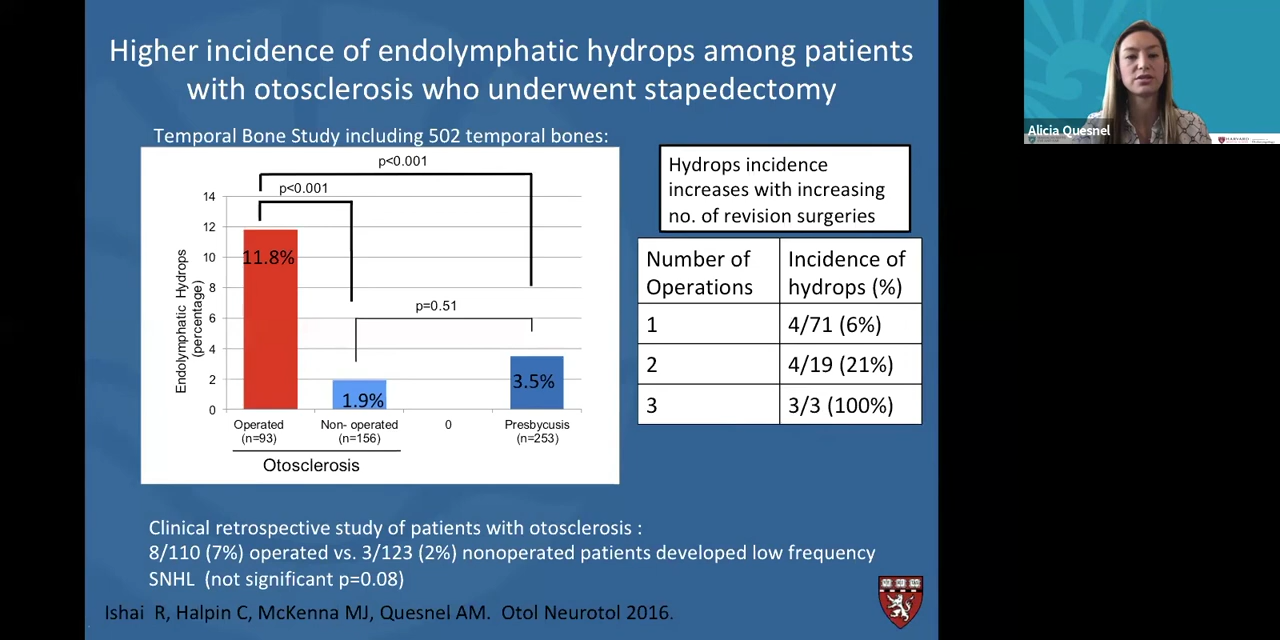 Higher incidence of endolymphatic hydrops among patients
with otosclerosis who underwent stapedectomy
Temporal Bone Study including 502 temporal bones:
p<0.001
p<0.001
p=0.51
Endolymphatic Hydrops
(percentage)
14
12
10
8
6
4
2
0
11.8%
1.9%
3.5%
Operated
(n=93)
Non- operated
(n=156)
0
Presbycusis
(n=253)
Otosclerosis
Hydrops incidence
increases with increasing
no. of revision surgeries
Number of Operations | Incidence of hydrops (%)
1 4/71 (6%)
2 4/19 (21%)
3 3/3 (100%)
Clinical retrospective study of patients with otosclerosis :
8/110 (7%) operated vs. 3/123 (2%) nonoperated patients developed low frequency
SNHL (not significant p=0.08)
Ishai R, Halpin C, McKenna MJ, Quesnel AM. Otol Neurotol 2016.
Alicia Quesnel
HARVARD